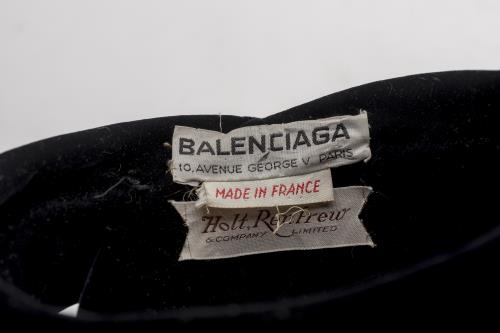 BALENCIAGA
10, AVENUE GEORGE V PARIS
MADE IN FRANCE
Holt, Renfrew
& COMPANY LIMITED